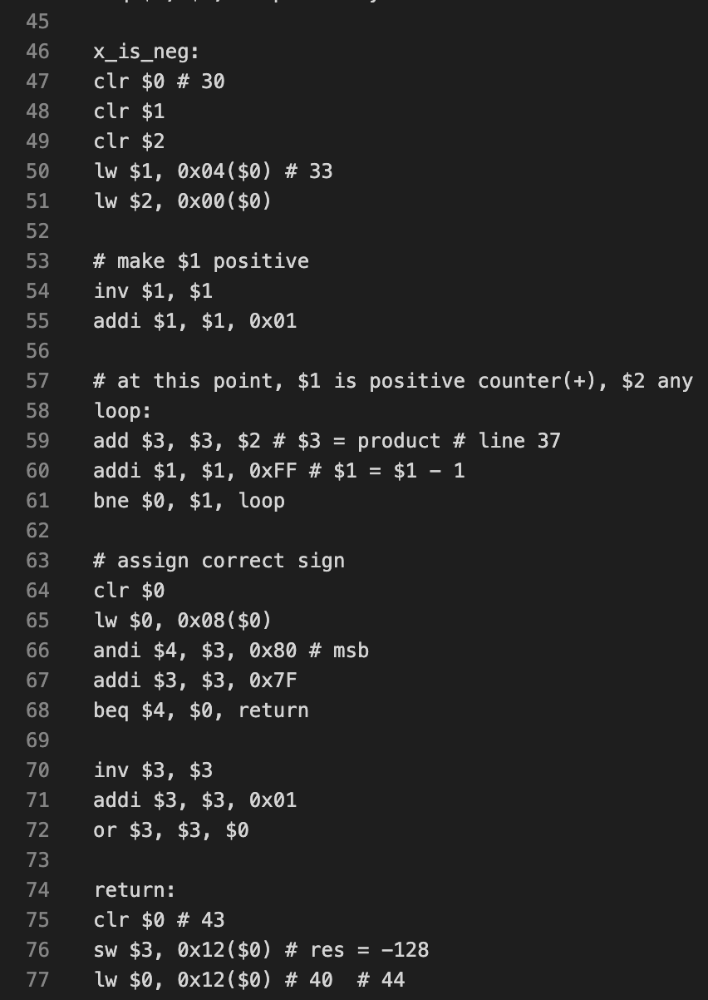 45
46 x_is_neg:
47 clr $0 # 30
48 clr $1
49 clr $2
50 lw $1, 0x04($0) # 33
51 lw $2, 0x00($0)
52
53 # make $1 positive
54 inv $1, $1
55 addi $1, $1, 0x01
56
57 # at this point, $1 is positive counter(+), $2 any
58 loop:
59 add $3, $3, $2 # $3 = product # line 37
60 addi $1, $1, 0xFF # $1 = $1 - 1
61 bne $0, $1, loop
62
63 # assign correct sign
64 clr $0
65 lw $0, 0x08($0)
66 andi $4, $3, 0x80 # msb
67 addi $3, $3, 0x7F
68 beq $4, $0, return
69
70 inv $3, $3
71 addi $3, $3, 0x01
72 or $3, $3, $0
73
74 return:
75 clr $0 # 43
76 sw $3, 0x12($0) # res = -128
77 lw $0, 0x12($0) # 40  # 44